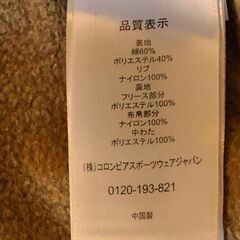 品質表示
表地
綿60%
ポリエステル40%
リブ
ナイロン100%
裏地
フリース部分
ポリエステル100%
布帛部分
ナイロン100%
中わた
ポリエステル100%
(株)コロンビアスポーツウェアジャパン
0120-193-821
中国製